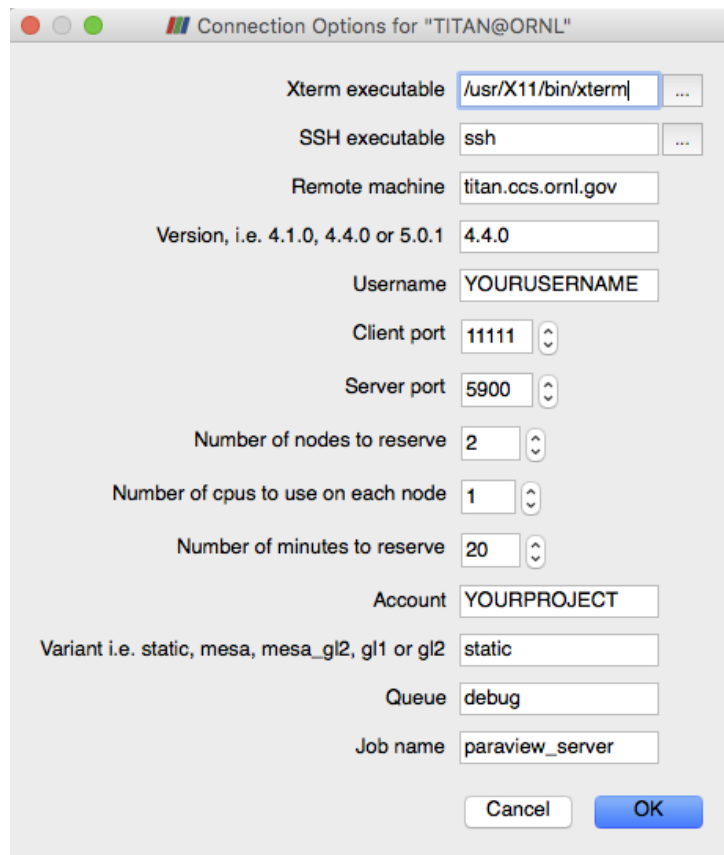 Connection Options for "TITAN@ORNL"
Xterm executable /usr/X11/bin/xterm ...
SSH executable ssh ...
Remote machine titan.ccs.ornl.gov
Version, i.e. 4.1.0, 4.4.0 or 5.0.1 4.4.0
Username YOURUSERNAME
Client port 11111
Server port 5900
Number of nodes to reserve 2
Number of cpus to use on each node 1
Number of minutes to reserve 20
Account YOURPROJECT
Variant i.e. static, mesa, mesa_gl2, gl1 or gl2 static
Queue debug
Job name paraview_server
Cancel OK